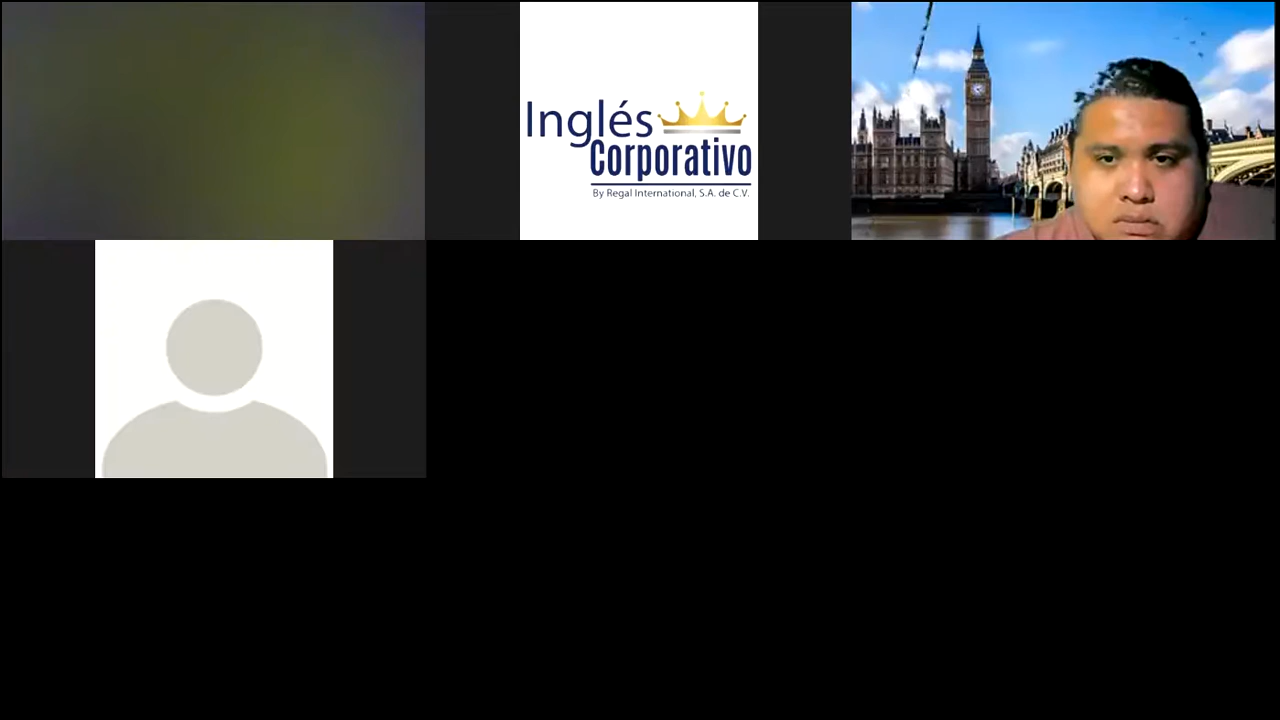 Inglés
Corporativo
By Regal International, S.A. de C.V.